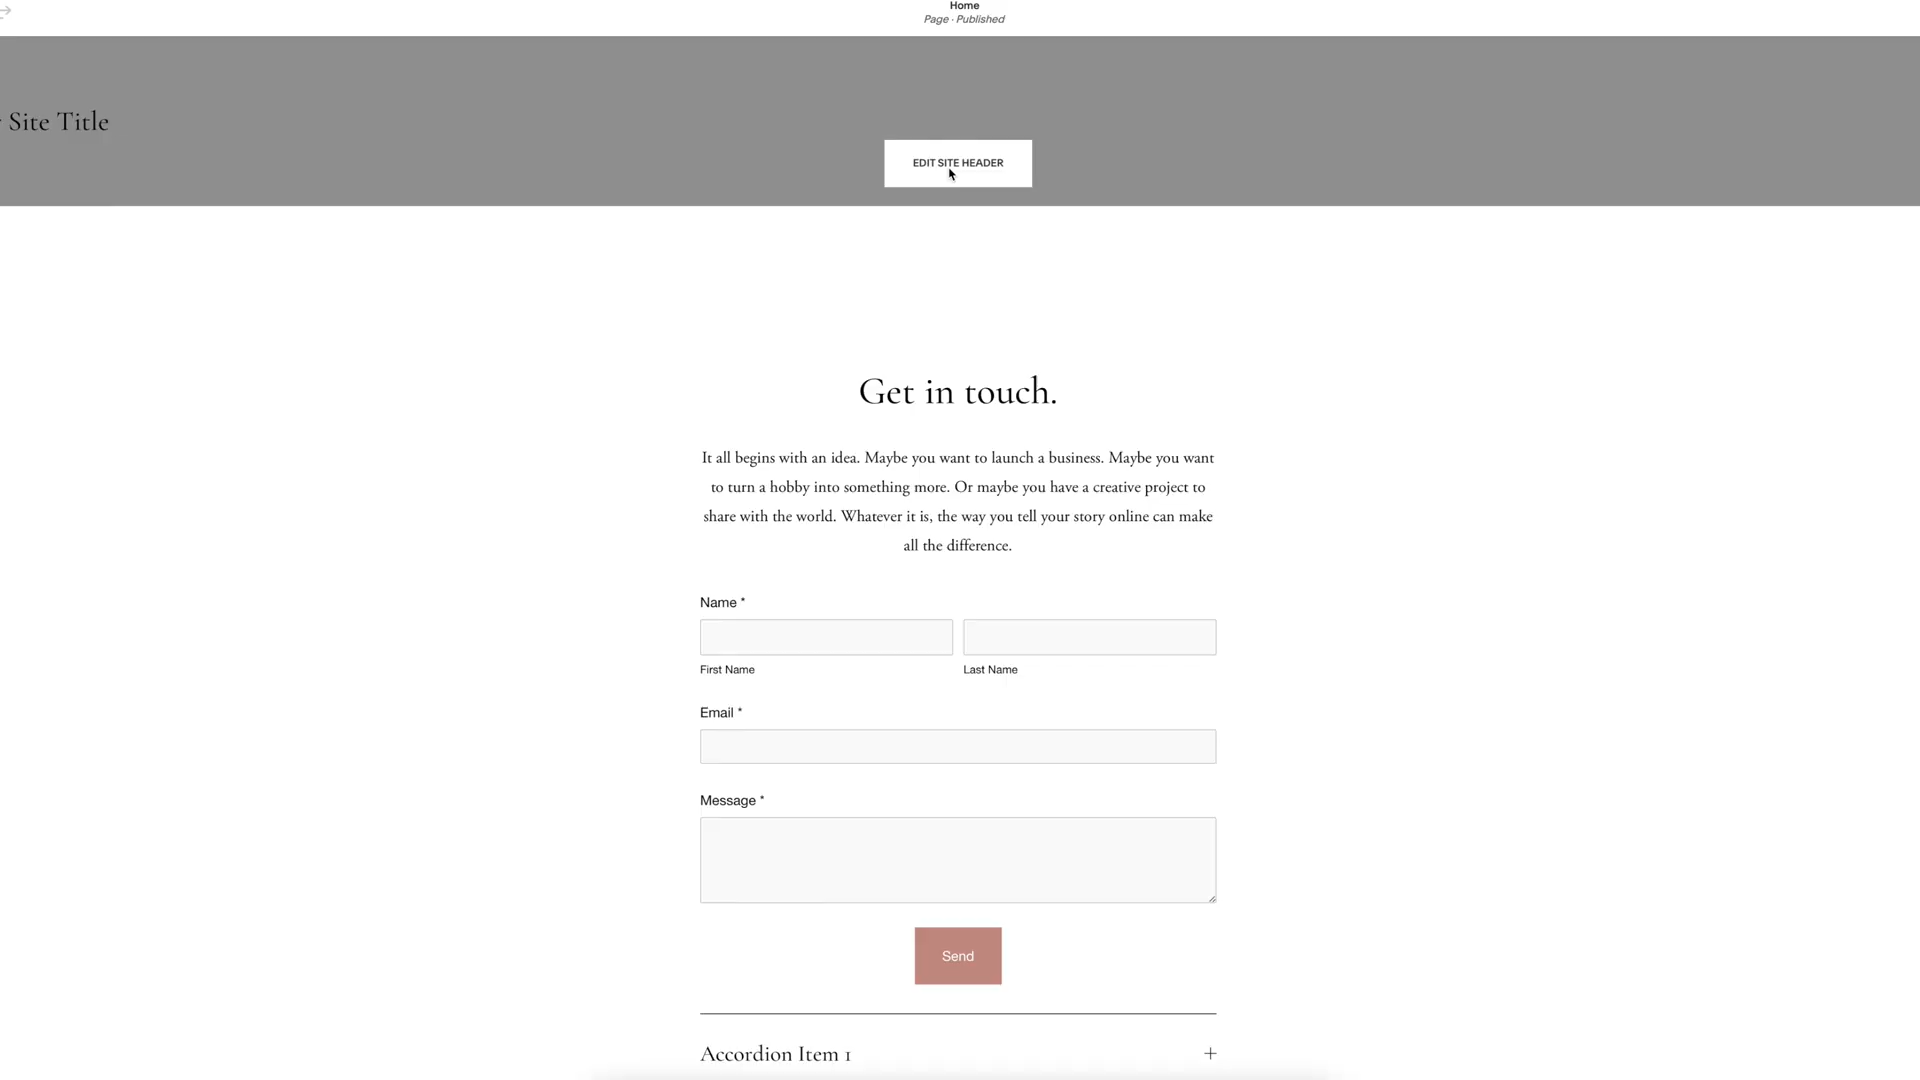 Home
Page · Published
Site Title
EDIT SITE HEADER
Get in touch.
It all begins with an idea. Maybe you want to launch a business. Maybe you want
to turn a hobby into something more. Or maybe you have a creative project to
share with the world. Whatever it is, the way you tell your story online can make
all the difference.
Name *
First Name
Last Name
Email *
Message *
Send
Accordion Item 1